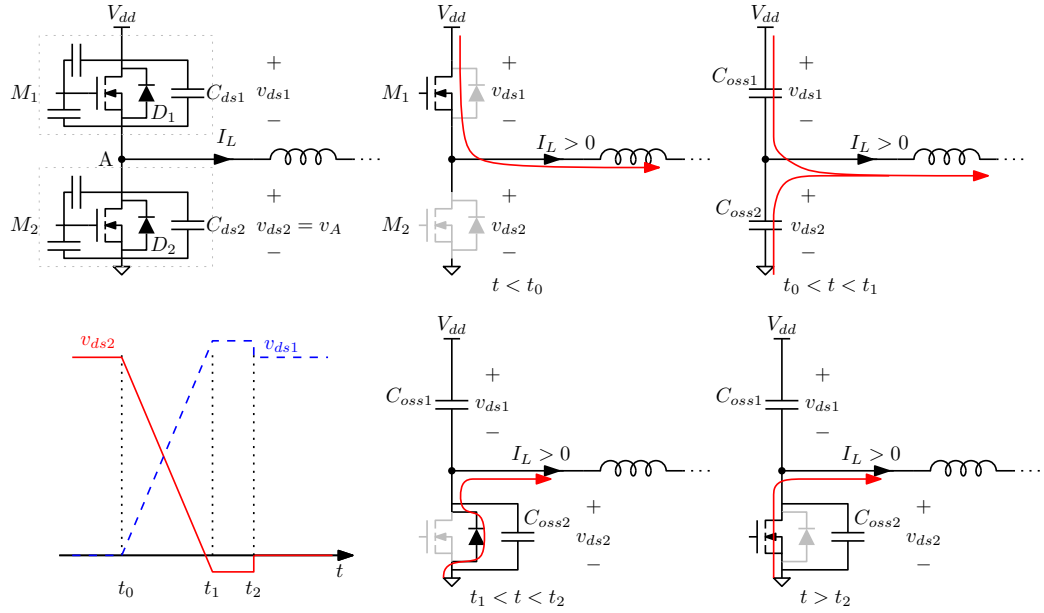 V_dd
M_1
D_1
C_ds1
+
v_ds1
−
A
I_L
M_2
D_2
C_ds2
+
v_ds2 = v_A
−
V_dd
M_1
+
v_ds1
−
I_L > 0
M_2
+
v_ds2
−
t < t_0
V_dd
C_oss1
+
v_ds1
−
I_L > 0
C_oss2
+
v_ds2
−
t_0 < t < t_1
v_ds2
v_ds1
t_0
t_1
t_2
t
V_dd
C_oss1
+
v_ds1
−
I_L > 0
C_oss2
+
v_ds2
−
t_1 < t < t_2
V_dd
C_oss1
+
v_ds1
−
I_L > 0
C_oss2
+
v_ds2
−
t > t_2